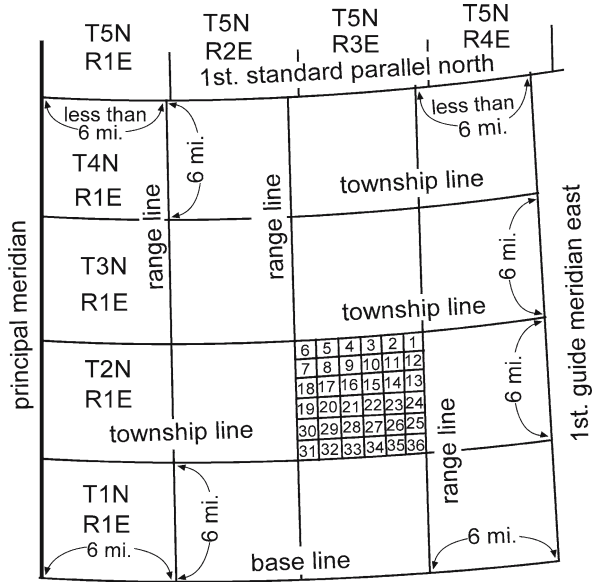 T5N T5N T5N T5N
R1E R2E R3E R4E
1st. standard parallel north
less than
6 mi.
less than
6 mi.
T4N
R1E
6 mi.
township line
principal meridian
range line
range line
1st. guide meridian east
T3N
R1E
6 mi.
township line
T2N
R1E
6 5 4 3 2 1
7 8 9 10 11 12
18 17 16 15 14 13
19 20 21 22 23 24
30 29 28 27 26 25
31 32 33 34 35 36
6 mi.
range line
township line
T1N
R1E
6 mi.
6 mi.
base line
6 mi.